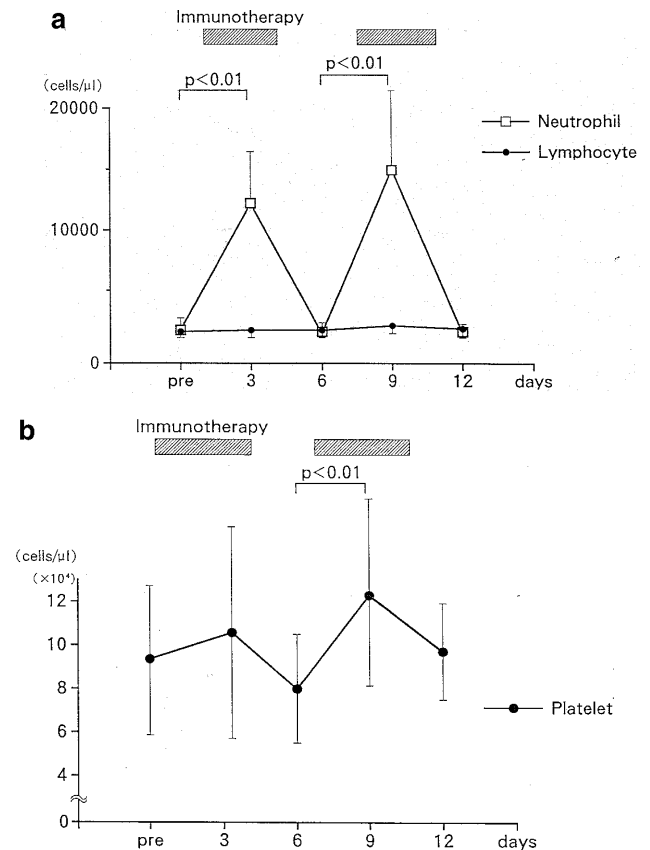 a
Immunotherapy
p<0.01
p<0.01
(cells/μl)
20000
Neutrophil
Lymphocyte
10000
0
pre 3 6 9 12 days
b
Immunotherapy
p<0.01
(cells/μl)
(×10⁴)
12
10
8
Platelet
6
4
0
pre 3 6 9 12 days